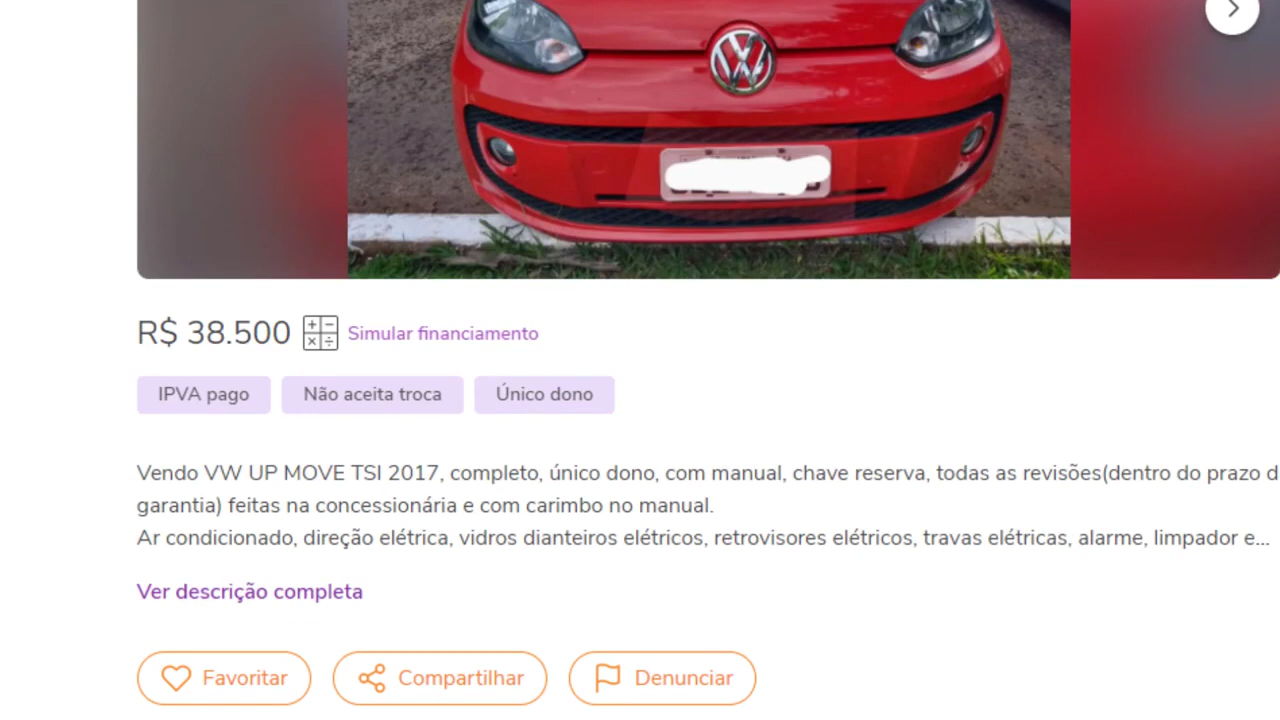 R$ 38.500 Simular financiamento
IPVA pago Não aceita troca Único dono
Vendo VW UP MOVE TSI 2017, completo, único dono, com manual, chave reserva, todas as revisões(dentro do prazo d
garantia) feitas na concessionária e com carimbo no manual.
Ar condicionado, direção elétrica, vidros dianteiros elétricos, retrovisores elétricos, travas elétricas, alarme, limpador e...
Ver descrição completa
Favoritar Compartilhar Denunciar